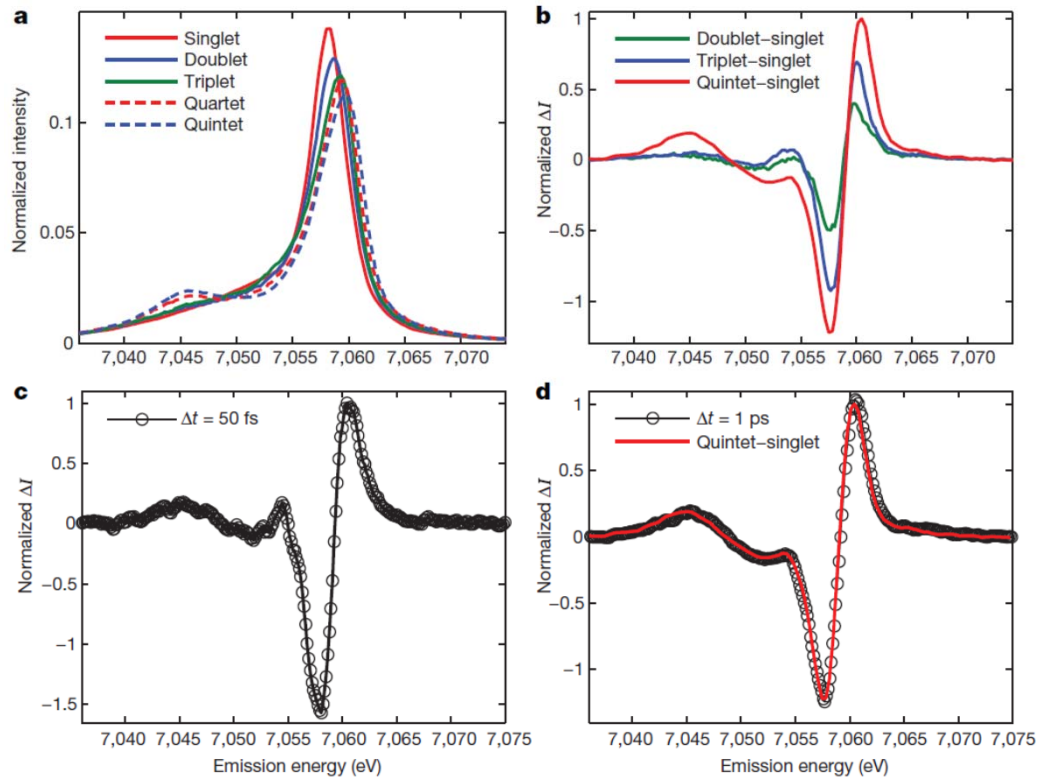 a
Singlet
Doublet
Triplet
Quartet
Quintet
Normalized intensity
0.1
0.05
0
7,040 7,045 7,050 7,055 7,060 7,065 7,070
b
Doublet–singlet
Triplet–singlet
Quintet–singlet
Normalized ΔI
1
0.5
0
−0.5
−1
7,040 7,045 7,050 7,055 7,060 7,065 7,070
c
Δt = 50 fs
Normalized ΔI
1
0.5
0
−0.5
−1
−1.5
7,040 7,045 7,050 7,055 7,060 7,065 7,070 7,075
Emission energy (eV)
d
Δt = 1 ps
Quintet–singlet
Normalized ΔI
1
0.5
0
−0.5
−1
7,040 7,045 7,050 7,055 7,060 7,065 7,070 7,075
Emission energy (eV)